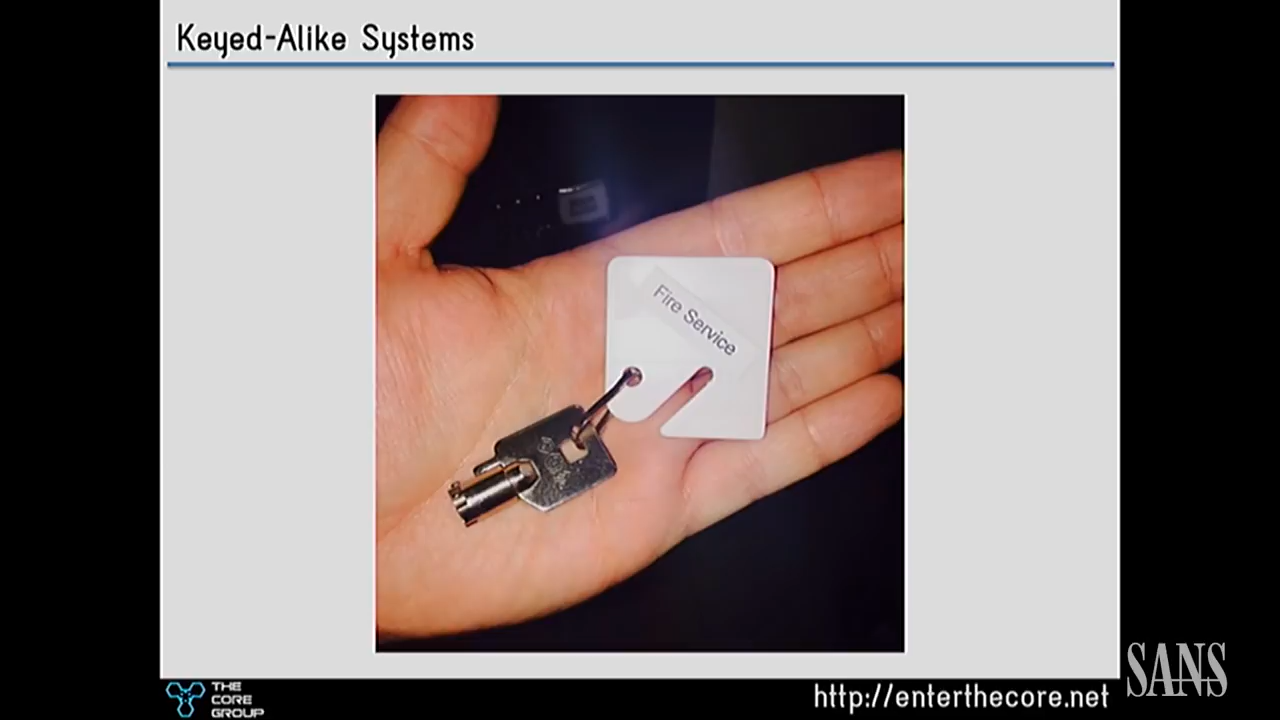 Keyed-Alike Systems
Fire Service
THE
CORE
GROUP
http://enterthecore.net
SANS